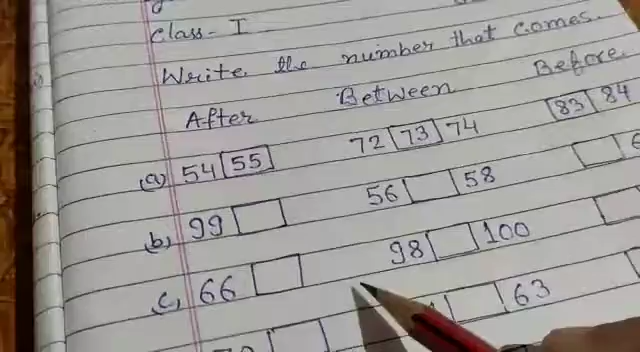 Class - I
Write the number that comes.
After Between Before
(a) 54 55 72 73 74 83 84
(b) 99 56 58
(c) 66 98 100
63